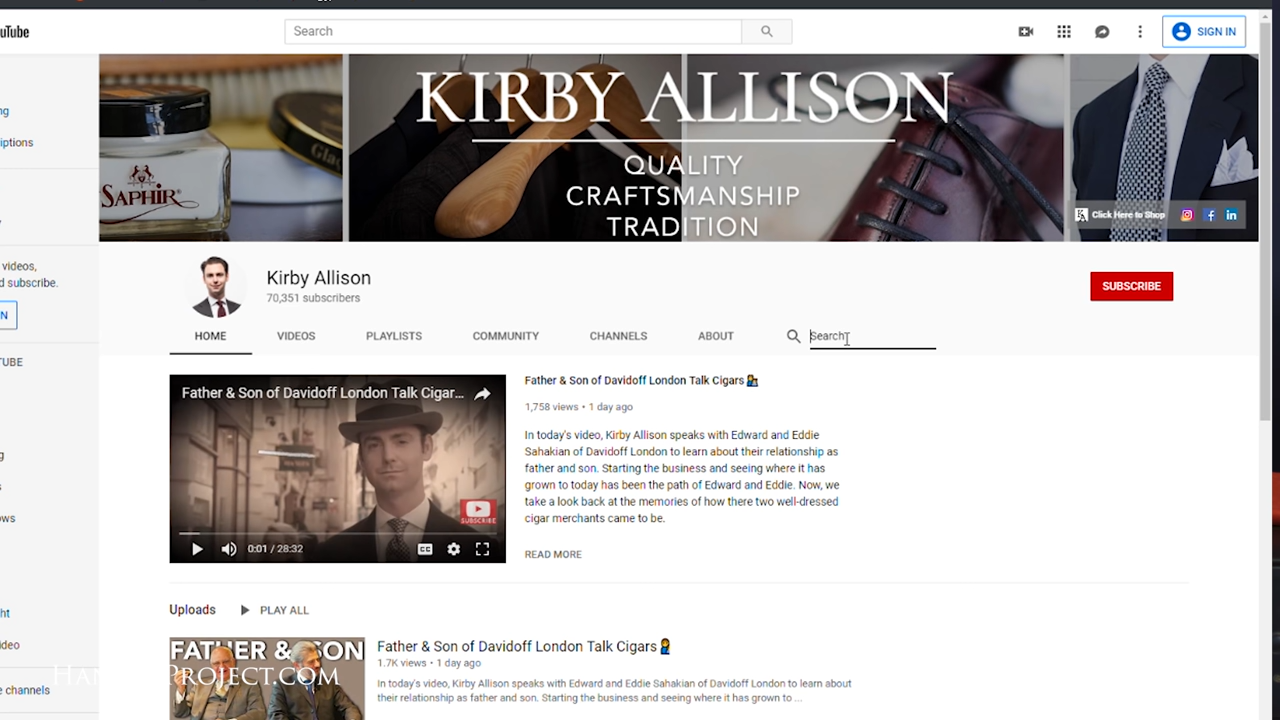 uTube
Search
SIGN IN
KIRBY ALLISON
QUALITY
CRAFTSMANSHIP
TRADITION
SAPHIR
Click Here to Shop
ng
iptions
videos,
d subscribe.
N
UBE
ows
ht
ideo
e channels
Kirby Allison
70,351 subscribers
SUBSCRIBE
HOME VIDEOS PLAYLISTS COMMUNITY CHANNELS ABOUT Search
Father & Son of Davidoff London Talk Cigar...
SUBSCRIBE
0:01 / 28:32
CC
Father & Son of Davidoff London Talk Cigars
1,758 views • 1 day ago
In today's video, Kirby Allison speaks with Edward and Eddie
Sahakian of Davidoff London to learn about their relationship as
father and son. Starting the business and seeing where it has
grown to today has been the path of Edward and Eddie. Now, we
take a look back at the memories of how there two well-dressed
cigar merchants came to be.
READ MORE
Uploads PLAY ALL
FATHER & SON
Father & Son of Davidoff London Talk Cigars
1.7K views • 1 day ago
In today's video, Kirby Allison speaks with Edward and Eddie Sahakian of Davidoff London to learn about
their relationship as father and son. Starting the business and seeing where it has grown to ...